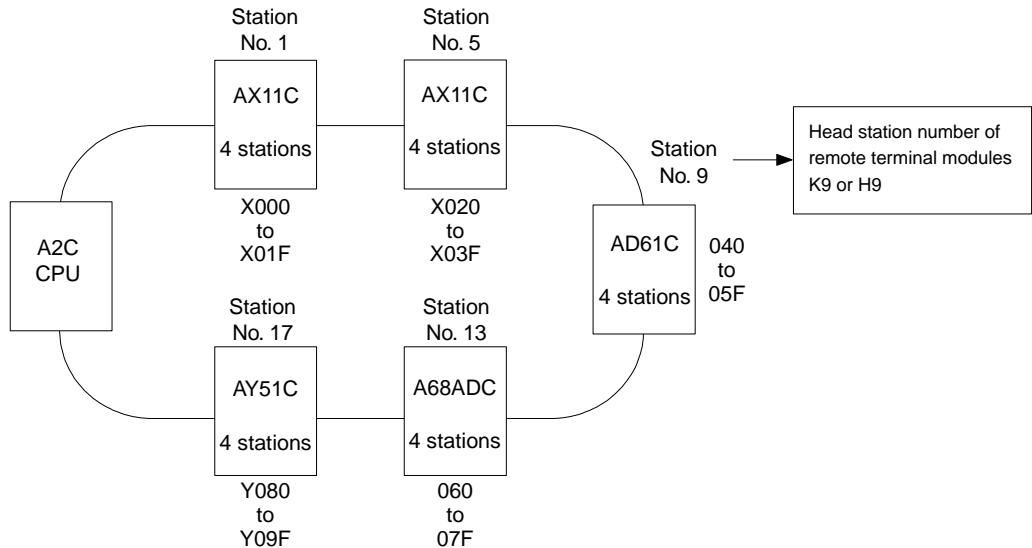 Station
No. 1
Station
No. 5
AX11C
4 stations
AX11C
4 stations
Station
No. 9
Head station number of
remote terminal modules
K9 or H9
X000
to
X01F
X020
to
X03F
A2C
CPU
AD61C
4 stations
040
to
05F
Station
No. 17
Station
No. 13
AY51C
4 stations
A68ADC
4 stations
Y080
to
Y09F
060
to
07F